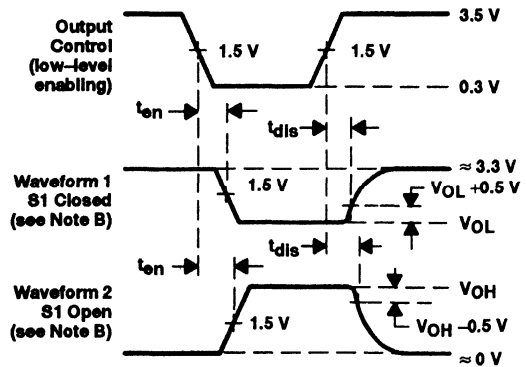 Output
Control
(low–level
enabling)
3.5 V
1.5 V
1.5 V
0.3 V
ten
tdis
Waveform 1
S1 Closed
(see Note B)
≈ 3.3 V
1.5 V
VOL +0.5 V
VOL
ten
tdis
Waveform 2
S1 Open
(see Note B)
VOH
1.5 V
VOH –0.5 V
≈ 0 V